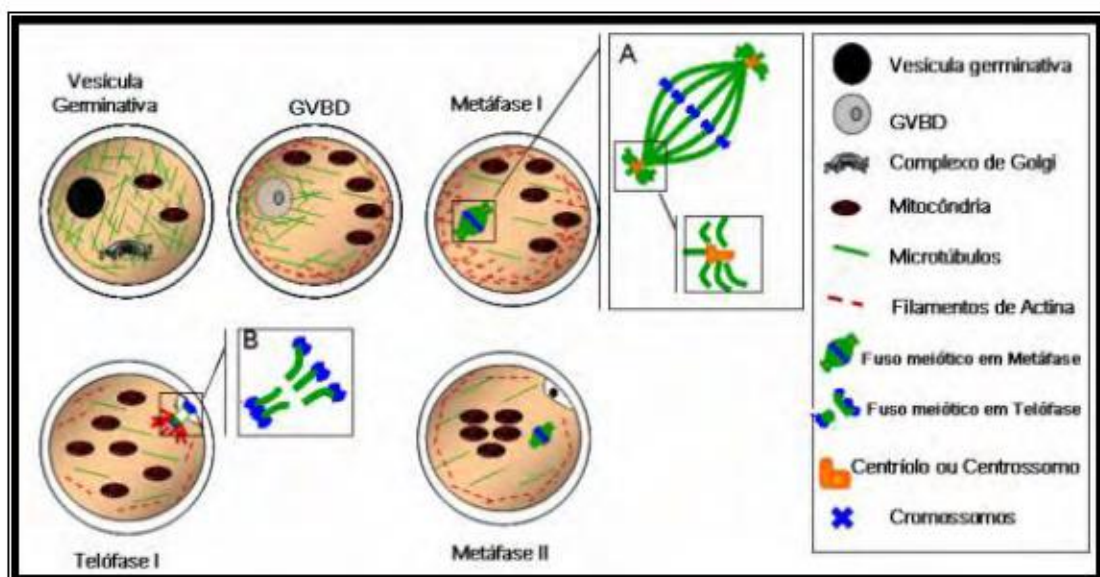 Vesícula
Germinativa
GVBD
Metáfase I
A
B
Telófase I
Metáfase II
Vesícula germinativa
GVBD
Complexo de Golgi
Mitocôndria
Microtúbulos
Filamentos de Actina
Fuso meiótico em Metáfase
Fuso meiótico em Telófase
Centríolo ou Centrossomo
Cromossomos